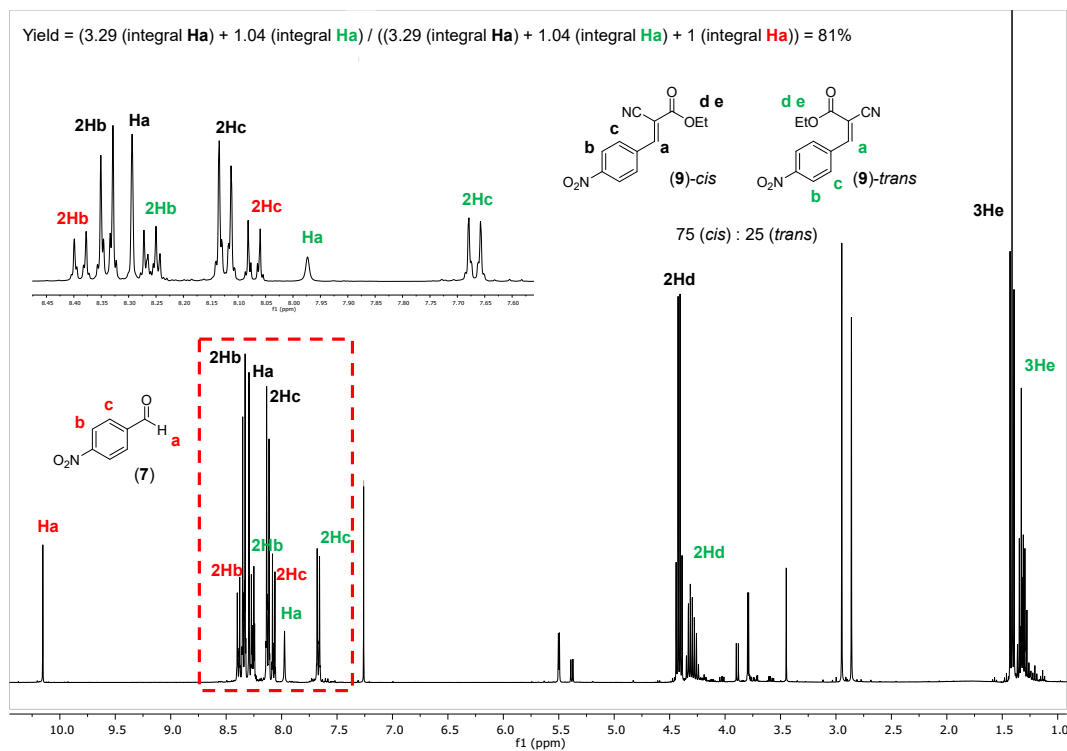 Yield = (3.29 (integral Ha) + 1.04 (integral Ha) / ((3.29 (integral Ha) + 1.04 (integral Ha) + 1 (integral Ha)) = 81%
2Hb
Ha
2Hc
2Hb
2Hb
2Hc
Ha
2Hc
8.45 8.40 8.35 8.30 8.25 8.20 8.15 8.10 8.05 8.00 7.95 7.90 7.85 7.80 7.75 7.70 7.65 7.60
f1 (ppm)
NC
O
d e
OEt
c
b
a
O2N
(9)-cis
d e
O
CN
EtO
a
O2N
c
b
(9)-trans
75 (cis) : 25 (trans)
3He
2Hd
3He
2Hd
2Hb
Ha
2Hc
2Hb
2Hc
2Hb
2Hc
Ha
O
c
b
H
a
O2N
(7)
Ha
10.0 9.5 9.0 8.5 8.0 7.5 7.0 6.5 6.0 5.5 5.0 4.5 4.0 3.5 3.0 2.5 2.0 1.5 1.0
f1 (ppm)